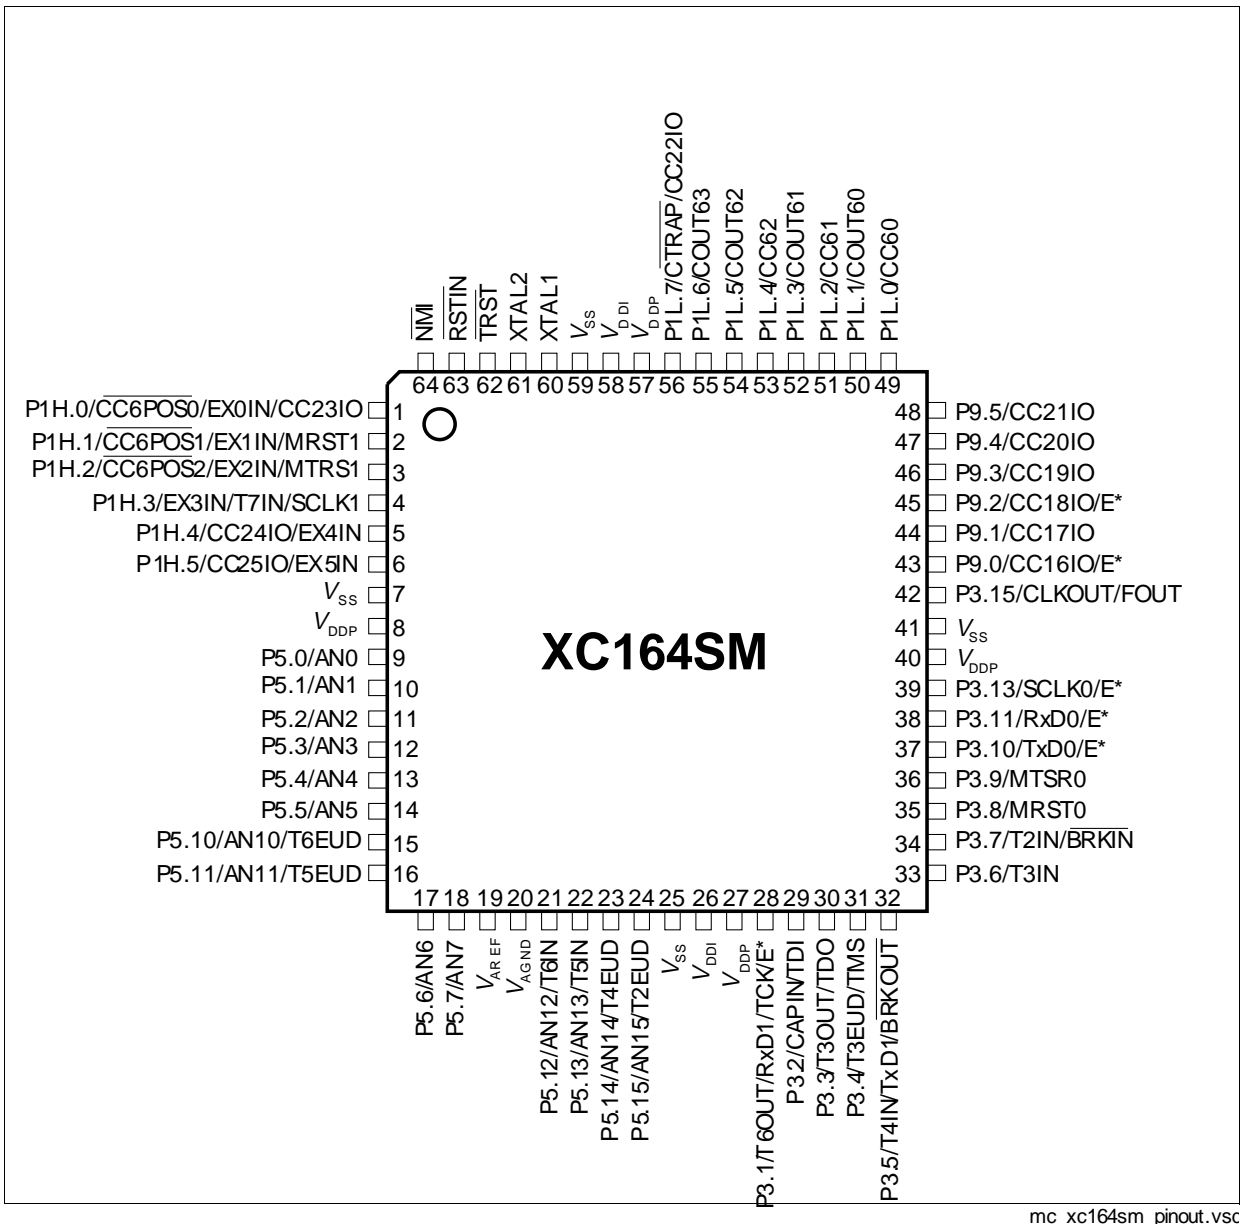 P1L.7/CTRAP/CC22IO
P1L.6/COUT63
P1L.5/COUT62
P1L.4/CC62
P1L.3/COUT61
P1L.2/CC61
P1L.1/COUT60
P1L.0/CC60
NMI
RSTIN
TRST
XTAL2
XTAL1
VSS
VDDI
VDDP
64 63 62 61 60 59 58 57 56 55 54 53 52 51 50 49
P1H.0/CC6POS0/EX0IN/CC23IO 1
P1H.1/CC6POS1/EX1IN/MRST1 2
P1H.2/CC6POS2/EX2IN/MTRS1 3
P1H.3/EX3IN/T7IN/SCLK1 4
P1H.4/CC24IO/EX4IN 5
P1H.5/CC25IO/EX5IN 6
VSS 7
VDDP 8
P5.0/AN0 9
P5.1/AN1 10
P5.2/AN2 11
P5.3/AN3 12
P5.4/AN4 13
P5.5/AN5 14
P5.10/AN10/T6EUD 15
P5.11/AN11/T5EUD 16
XC164SM
48 P9.5/CC21IO
47 P9.4/CC20IO
46 P9.3/CC19IO
45 P9.2/CC18IO/E*
44 P9.1/CC17IO
43 P9.0/CC16IO/E*
42 P3.15/CLKOUT/FOUT
41 VSS
40 VDDP
39 P3.13/SCLK0/E*
38 P3.11/RxD0/E*
37 P3.10/TxD0/E*
36 P3.9/MTSR0
35 P3.8/MRST0
34 P3.7/T2IN/BRKIN
33 P3.6/T3IN
17 18 19 20 21 22 23 24 25 26 27 28 29 30 31 32
P5.6/AN6
P5.7/AN7
VAREF
VAGND
P5.12/AN12/T6IN
P5.13/AN13/T5IN
P5.14/AN14/T4EUD
P5.15/AN15/T2EUD
VSS
VDDI
VDDP
P3.1/T6OUT/RxD1/TCK/E*
P3.2/CAPIN/TDI
P3.3/T3OUT/TDO
P3.4/T3EUD/TMS
P3.5/T4IN/TxD1/BRKOUT
mc_xc164sm_pinout.vsd